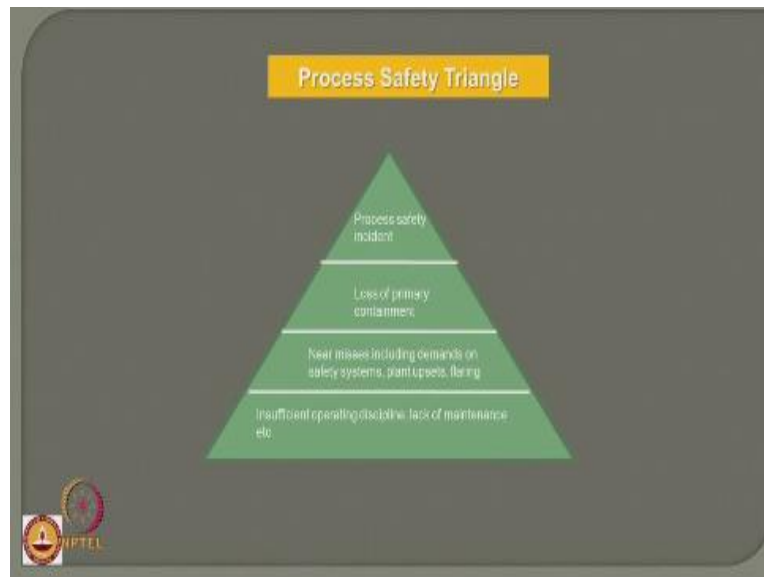 Process Safety Triangle
Process safety
incident
Loss of primary
containment
Near misses including demands on
safety systems, plant upsets, flaring
Insufficient operating discipline, lack of maintenance
etc
NPTEL